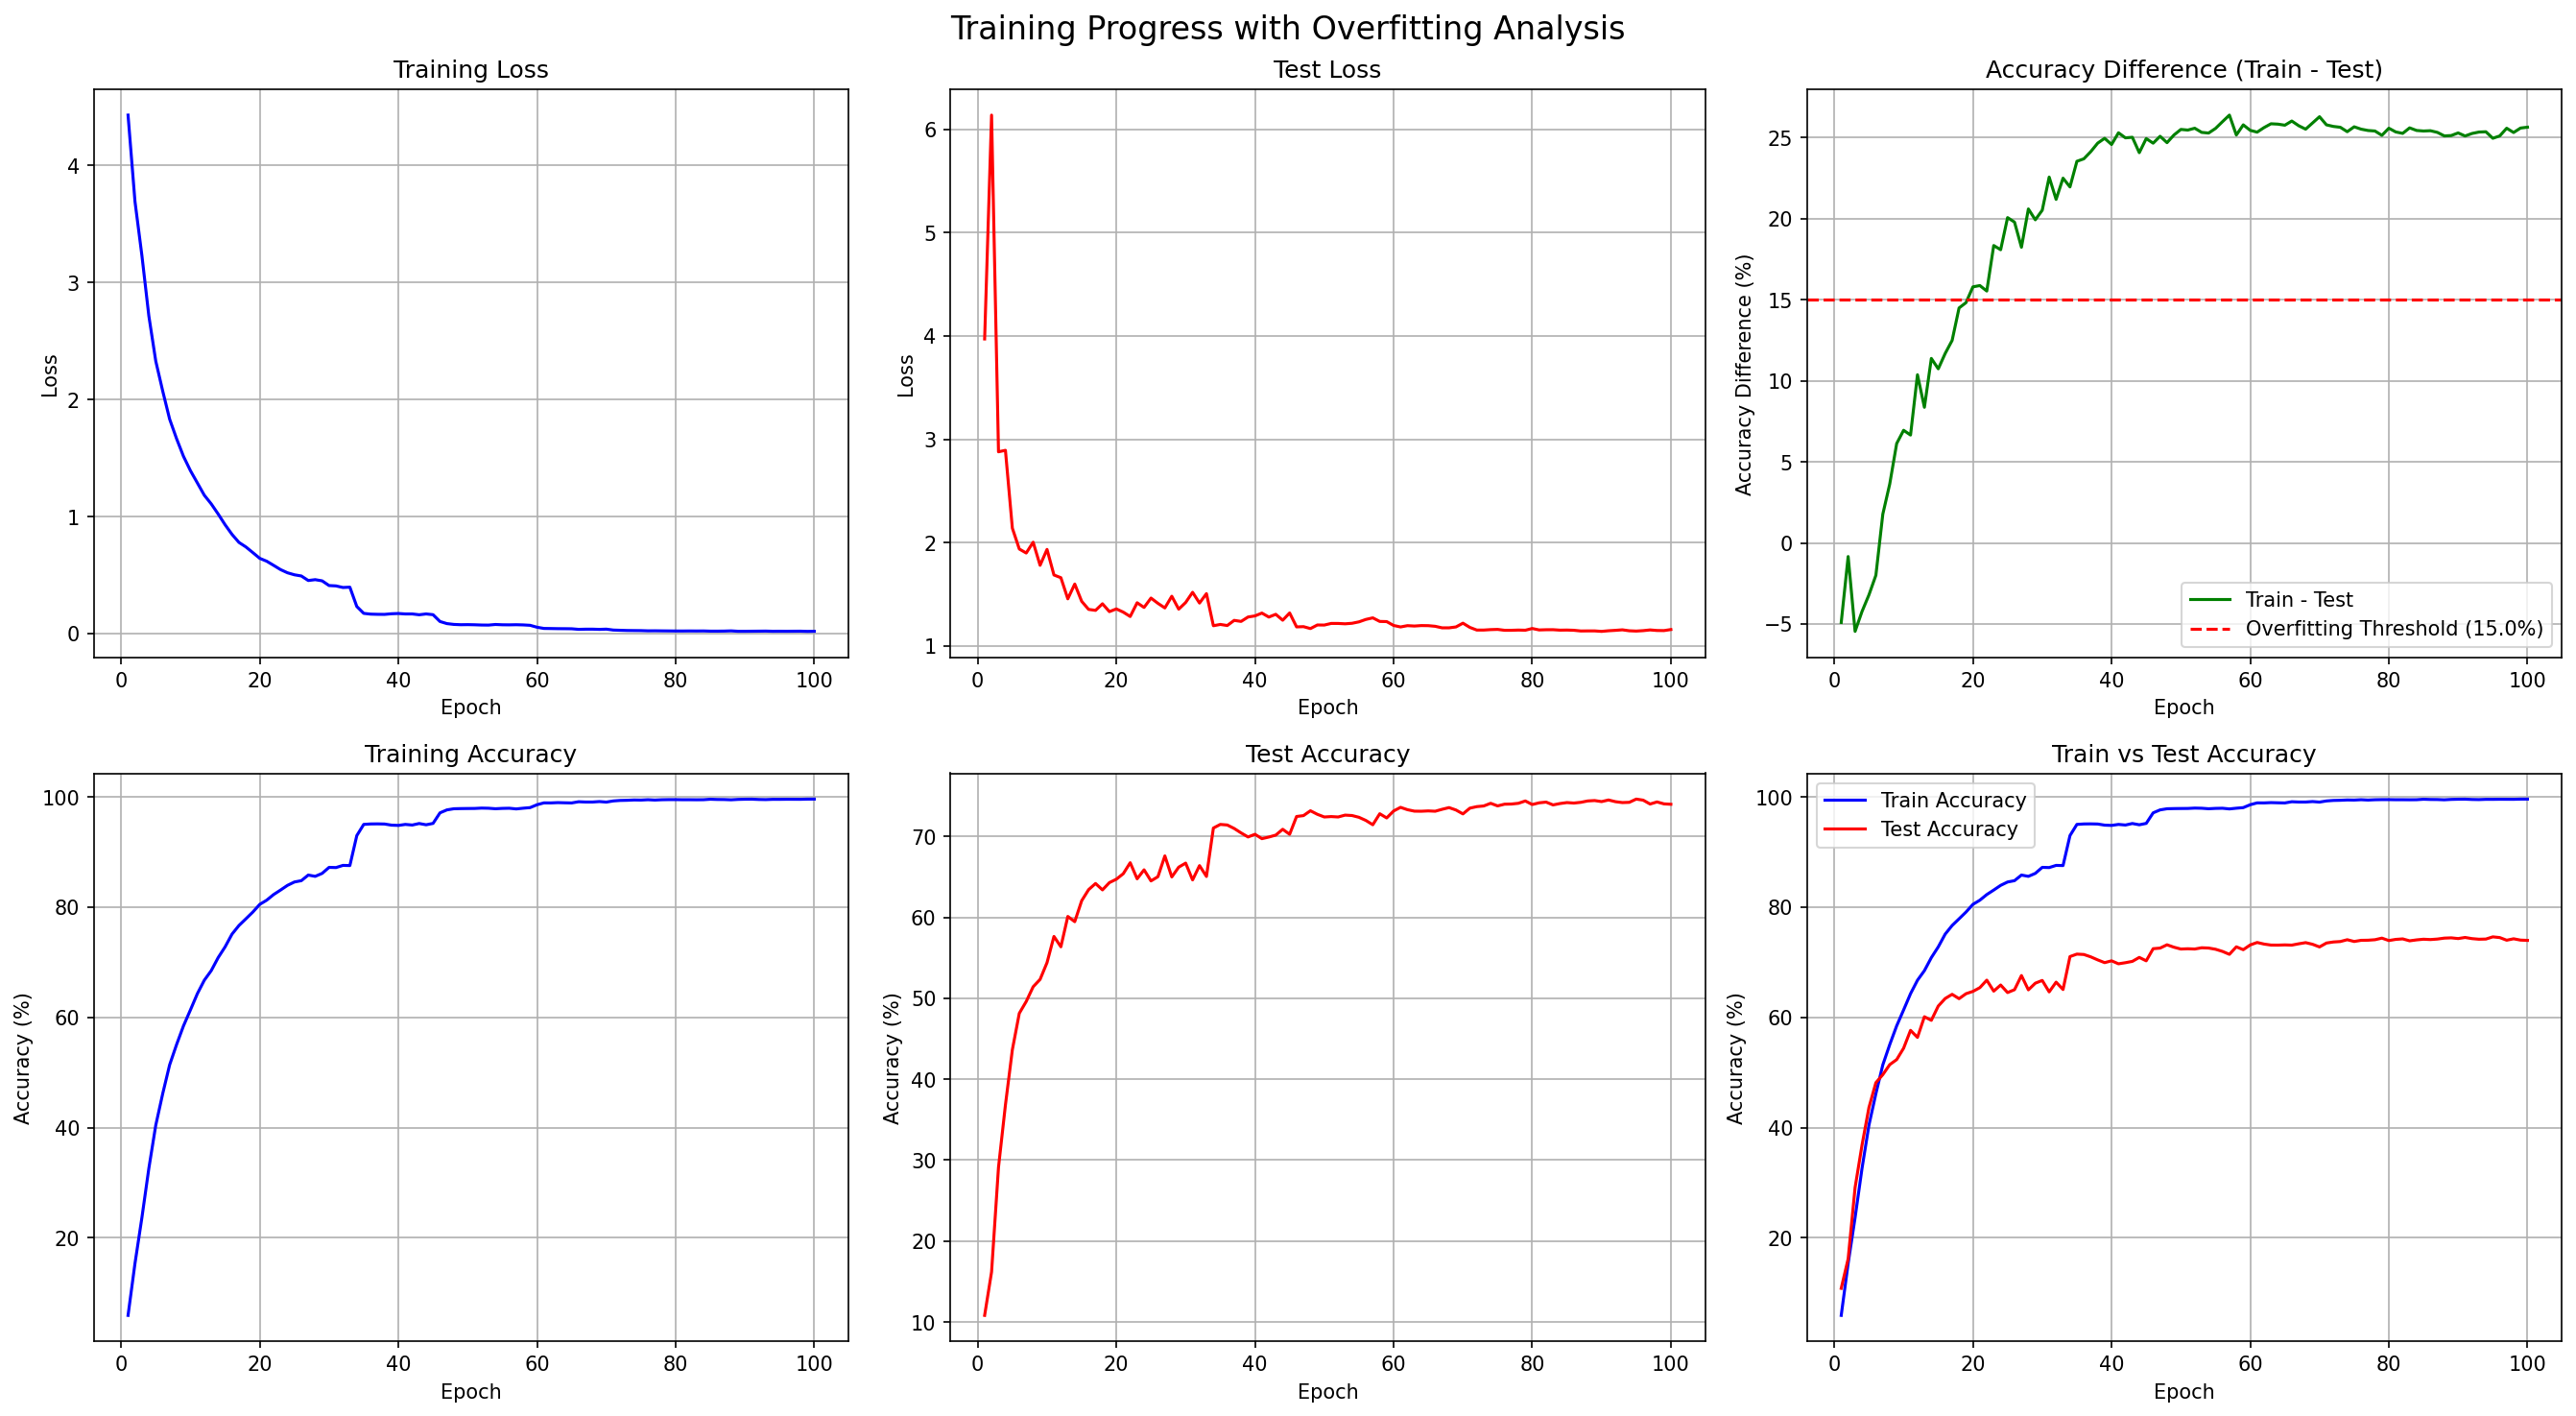 Training Progress with Overfitting Analysis
Training Loss
4
3
2
1
0
Loss
0 20 40 60 80 100
Epoch
Test Loss
6
5
4
3
2
1
Loss
0 20 40 60 80 100
Epoch
Accuracy Difference (Train - Test)
25
20
15
10
5
0
−5
Accuracy Difference (%)
Train - Test
Overfitting Threshold (15.0%)
0 20 40 60 80 100
Epoch
Training Accuracy
100
80
60
40
20
Accuracy (%)
0 20 40 60 80 100
Epoch
Test Accuracy
70
60
50
40
30
20
10
Accuracy (%)
0 20 40 60 80 100
Epoch
Train vs Test Accuracy
Train Accuracy
Test Accuracy
100
80
60
40
20
Accuracy (%)
0 20 40 60 80 100
Epoch